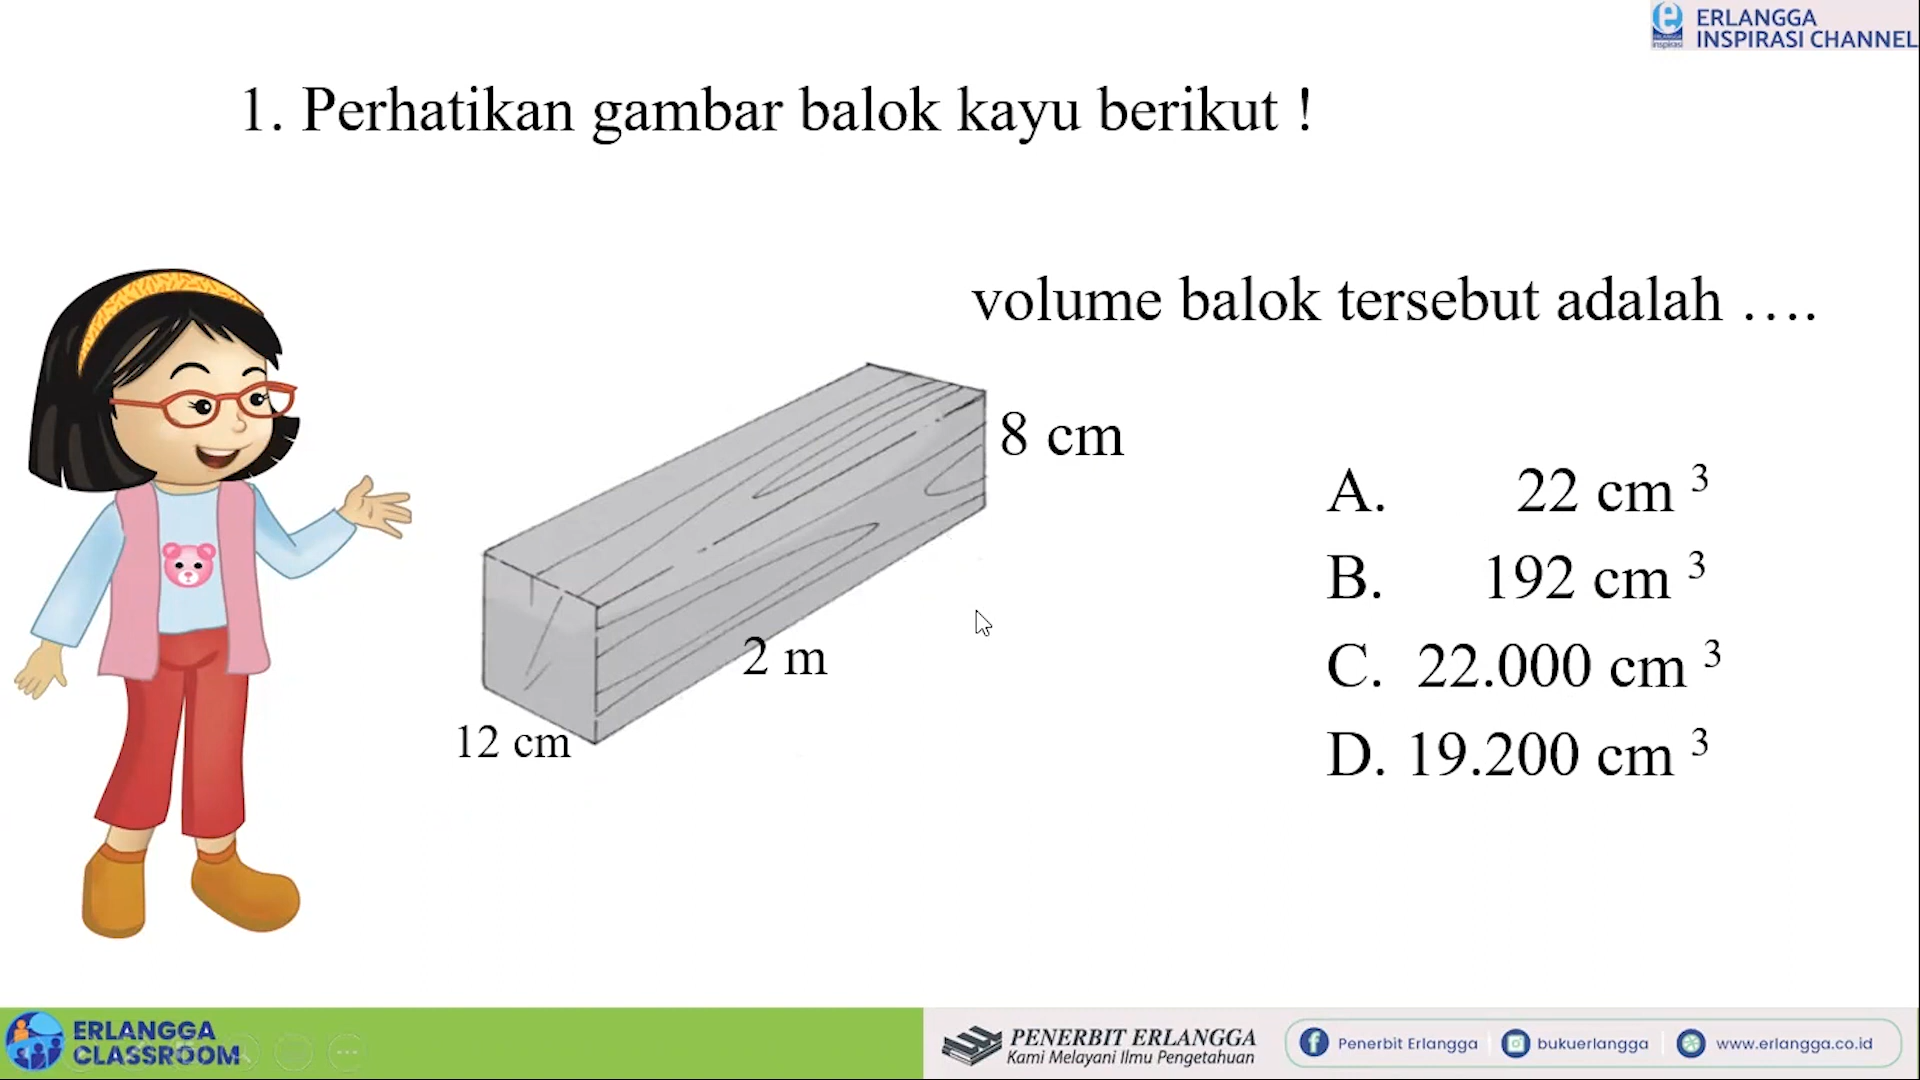 ERLANGGA
INSPIRASI CHANNEL
1. Perhatikan gambar balok kayu berikut !
volume balok tersebut adalah ….
8 cm
2 m
12 cm
A. 22 cm ³
B. 192 cm ³
C. 22.000 cm ³
D. 19.200 cm ³
ERLANGGA
CLASSROOM
PENERBIT ERLANGGA
Kami Melayani Ilmu Pengetahuan
Penerbit Erlangga
bukuerlangga
www.erlangga.co.id